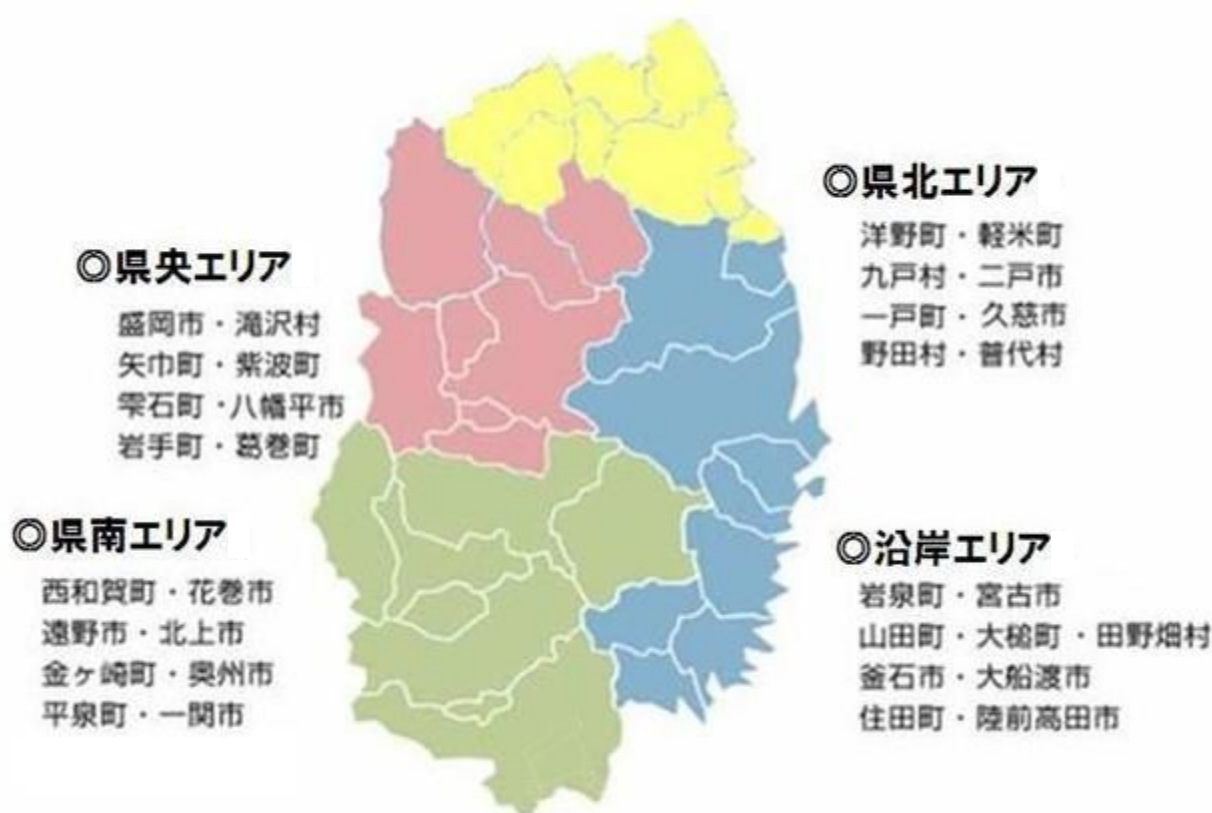 ◎県北エリア
洋野町・軽米町
九戸村・二戸市
一戸町・久慈市
野田村・普代村
◎県央エリア
盛岡市・滝沢村
矢巾町・紫波町
雫石町・八幡平市
岩手町・葛巻町
◎県南エリア
西和賀町・花巻市
遠野市・北上市
金ヶ崎町・奥州市
平泉町・一関市
◎沿岸エリア
岩泉町・宮古市
山田町・大槌町・田野畑村
釜石市・大船渡市
住田町・陸前高田市